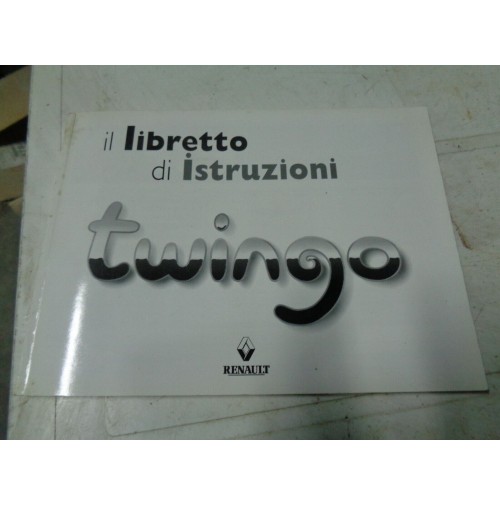 il libretto
di istruzioni
twingo
RENAULT